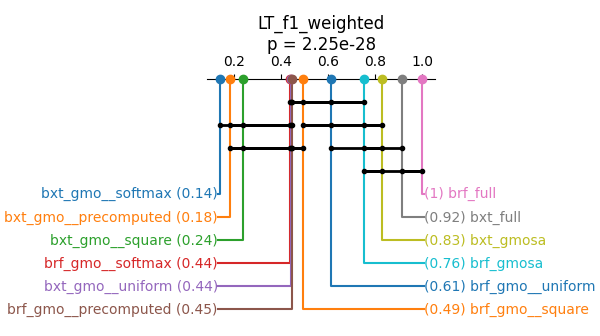 LT_f1_weighted
p = 2.25e-28
0.2 0.4 0.6 0.8 1.0
bxt_gmo__softmax (0.14) (1) brf_full
bxt_gmo__precomputed (0.18) (0.92) bxt_full
bxt_gmo__square (0.24) (0.83) bxt_gmosa
brf_gmo__softmax (0.44) (0.76) brf_gmosa
bxt_gmo__uniform (0.44) (0.61) brf_gmo__uniform
brf_gmo__precomputed (0.45) (0.49) brf_gmo__square